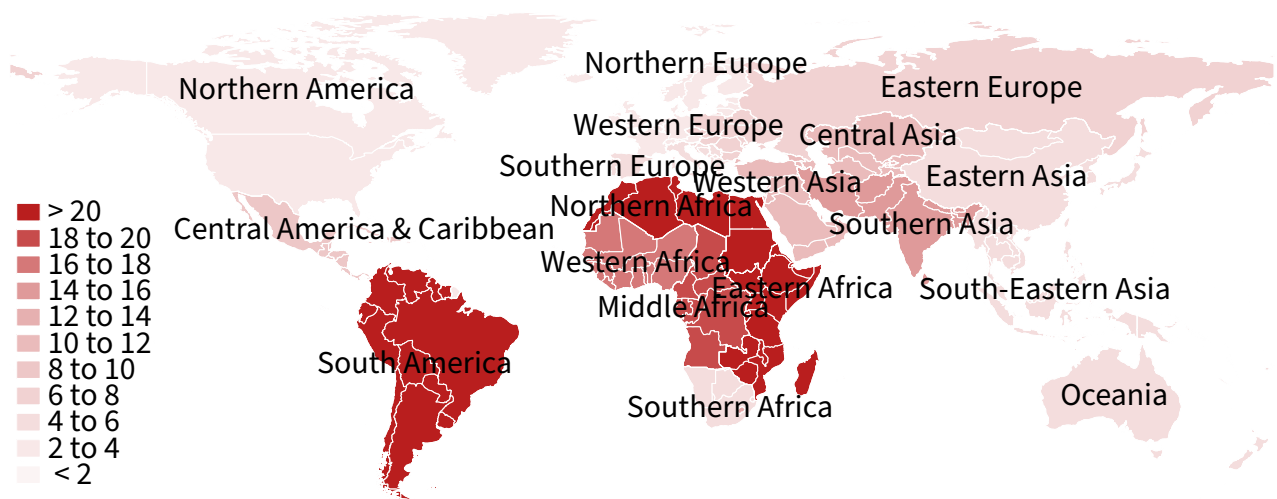 Northern Europe
Northern America
Eastern Europe
Western Europe
Central Asia
Southern Europe
Western Asia
Eastern Asia
Northern Africa
Central America & Caribbean
Southern Asia
Western Africa
Eastern Africa
South-Eastern Asia
Middle Africa
South America
Oceania
Southern Africa
> 20
18 to 20
16 to 18
14 to 16
12 to 14
10 to 12
8 to 10
6 to 8
4 to 6
2 to 4
< 2